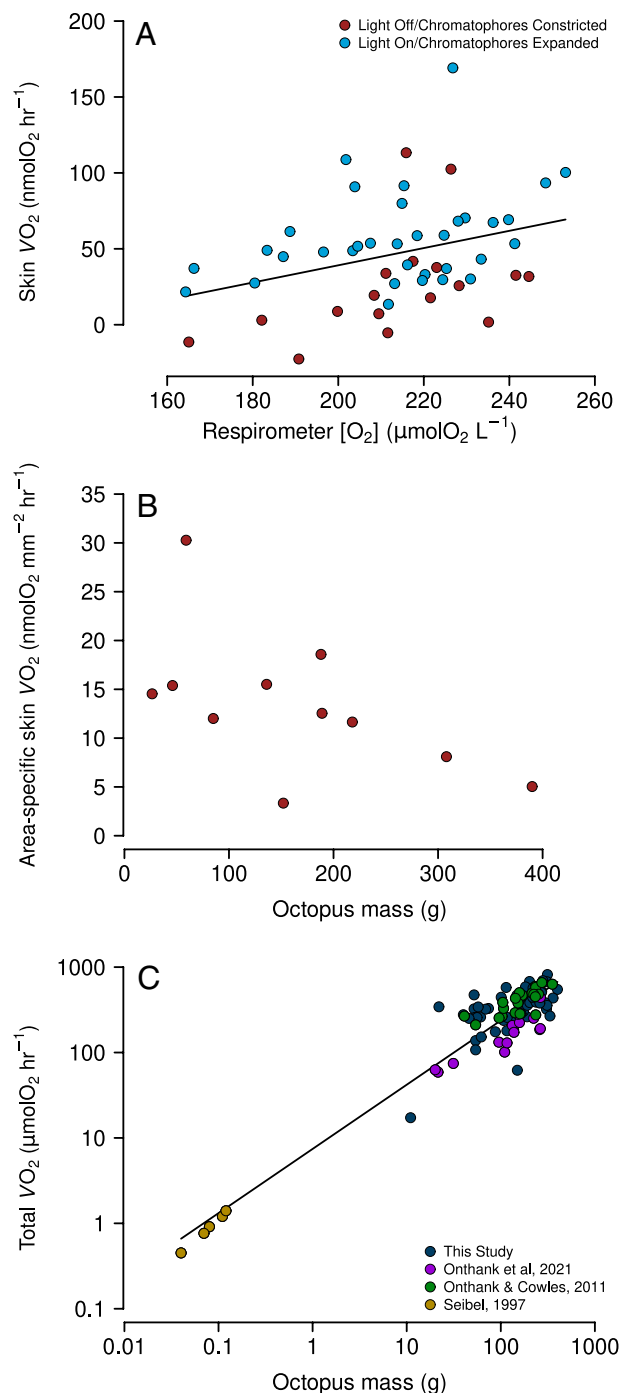 A
Light Off/Chromatophores Constricted
Light On/Chromatophores Expanded
200
150
100
50
0
Skin VO₂ (nmolO₂ hr⁻¹)
160 180 200 220 240 260
Respirometer [O₂] (µmolO₂ L⁻¹)
B
35
30
25
20
15
10
5
0
Area-specific skin VO₂ (nmolO₂ mm⁻² hr⁻¹)
0 100 200 300 400
Octopus mass (g)
C
1000
100
10
1
0.1
Total VO₂ (µmolO₂ hr⁻¹)
This Study
Onthank et al, 2021
Onthank & Cowles, 2011
Seibel, 1997
0.01 0.1 1 10 100 1000
Octopus mass (g)